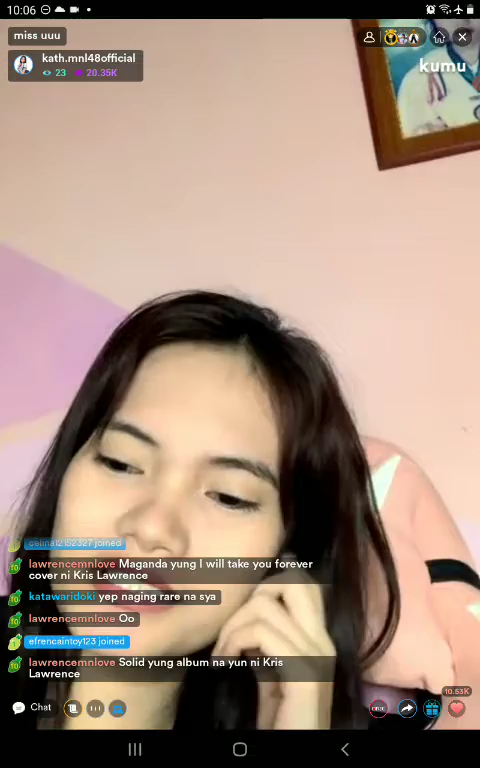 10:06
miss uuu
kath.mnl48official
23 20.35K
kumu
celina12152327 joined
lawrencemnlove Maganda yung I will take you forever
cover ni Kris Lawrence
katawaridoki yep naging rare na sya
lawrencemnlove Oo
efrencaintoy123 joined
lawrencemnlove Solid yung album na yun ni Kris
Lawrence
10.53K
Chat